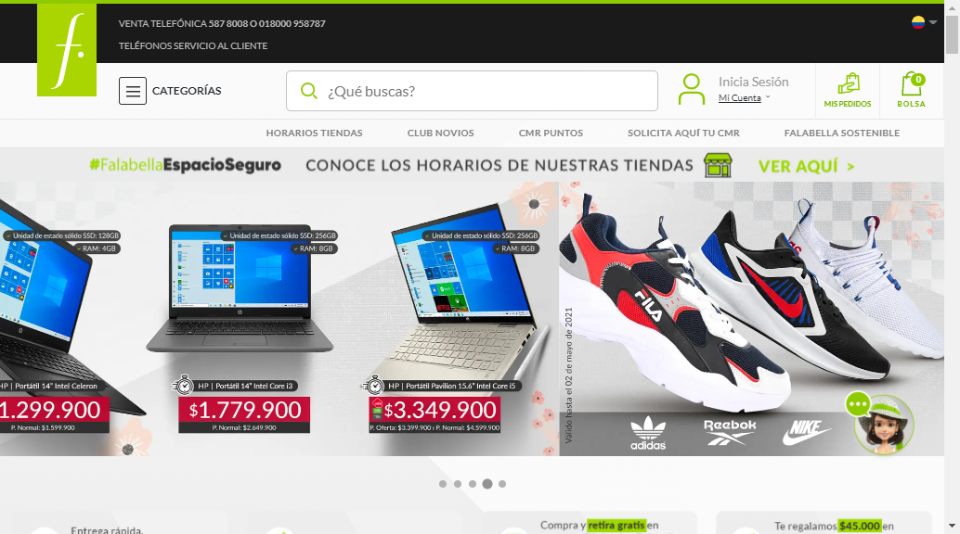 VENTA TELEFÓNICA 587 8008 O 018000 958787
TELÉFONOS SERVICIO AL CLIENTE
f.
CATEGORÍAS
¿Qué buscas?
Inicia Sesión
Mi Cuenta
MIS PEDIDOS
0
BOLSA
HORARIOS TIENDAS
CLUB NOVIOS
CMR PUNTOS
SOLICITA AQUÍ TU CMR
FALABELLA SOSTENIBLE
#FalabellaEspacioSeguro CONOCE LOS HORARIOS DE NUESTRAS TIENDAS VER AQUÍ >
Unidad de estado sólido SSD: 128GB
RAM: 4GB
HP | Portátil 14" Intel Celeron
1.299.900
P. Normal: $1.599.900
Unidad de estado sólido SSD: 256GB
RAM: 8GB
HP | Portátil 14" Intel Core i3
$1.779.900
P. Normal: $2.649.900
Unidad de estado sólido SSD: 256GB
RAM: 8GB
HP | Portátil Pavilion 15.6" Intel Core i5
$3.349.900
P. Oferta: $3.399.900 | P. Normal: $4.599.900
Válido hasta el 02 de mayo de 2021
FILA
adidas
Reebok
NIKE
Entrega rápida,
Compra y retira gratis en
Te regalamos $45.000 en